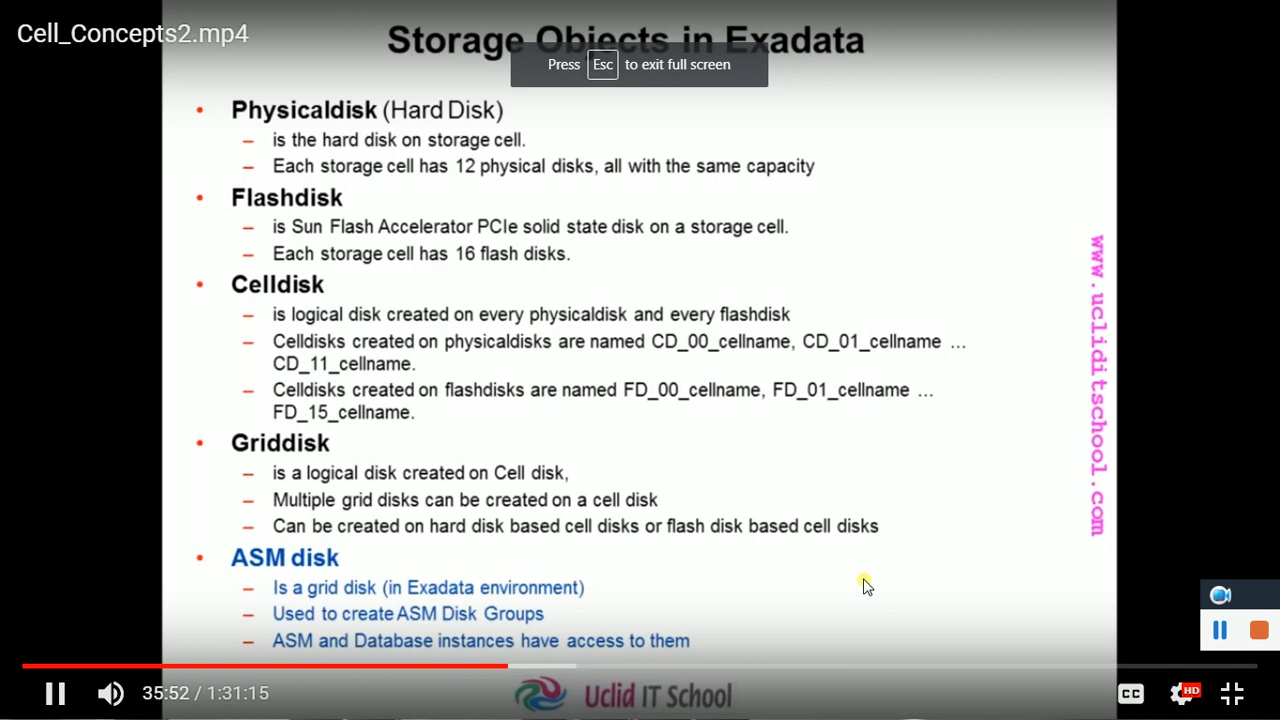 Cell_Concepts2.mp4
Storage Objects in Exadata
Press Esc to exit full screen
• Physicaldisk (Hard Disk)
– is the hard disk on storage cell.
– Each storage cell has 12 physical disks, all with the same capacity
• Flashdisk
– is Sun Flash Accelerator PCIe solid state disk on a storage cell.
– Each storage cell has 16 flash disks.
• Celldisk
– is logical disk created on every physicaldisk and every flashdisk
– Celldisks created on physicaldisks are named CD_00_cellname, CD_01_cellname ...
CD_11_cellname.
– Celldisks created on flashdisks are named FD_00_cellname, FD_01_cellname ...
FD_15_cellname.
• Griddisk
– is a logical disk created on Cell disk,
– Multiple grid disks can be created on a cell disk
– Can be created on hard disk based cell disks or flash disk based cell disks
• ASM disk
– Is a grid disk (in Exadata environment)
– Used to create ASM Disk Groups
– ASM and Database instances have access to them
www.ucliditschool.com
35:52 / 1:31:15
Uclid IT School
CC
HD